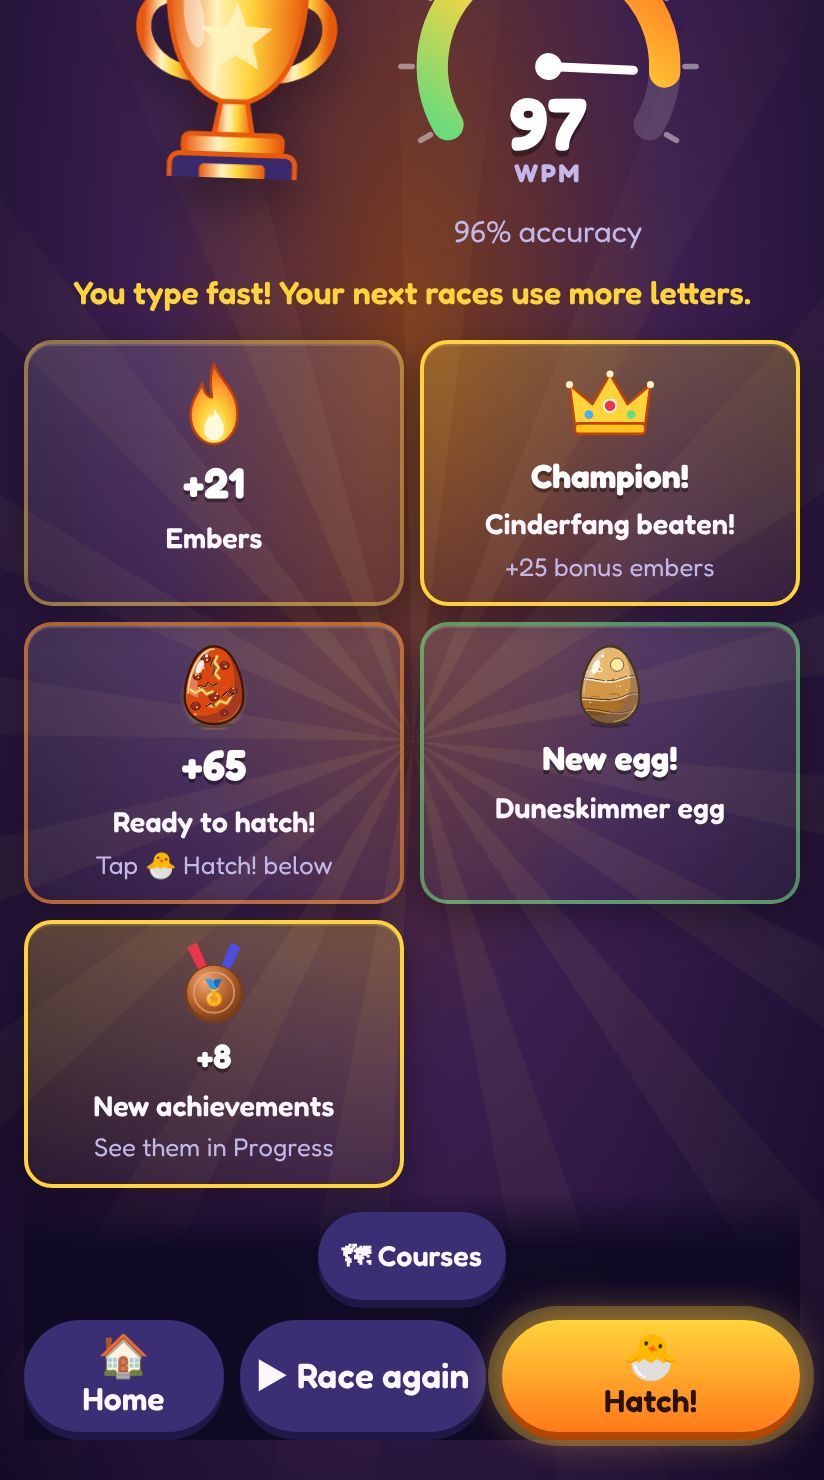 97
WPM
96% accuracy
You type fast! Your next races use more letters.
+21
Embers
Champion!
Cinderfang beaten!
+25 bonus embers
+65
Ready to hatch!
Tap 🐣 Hatch! below
New egg!
Duneskimmer egg
+8
New achievements
See them in Progress
🗺 Courses
🏠
Home
▶ Race again
🐣
Hatch!